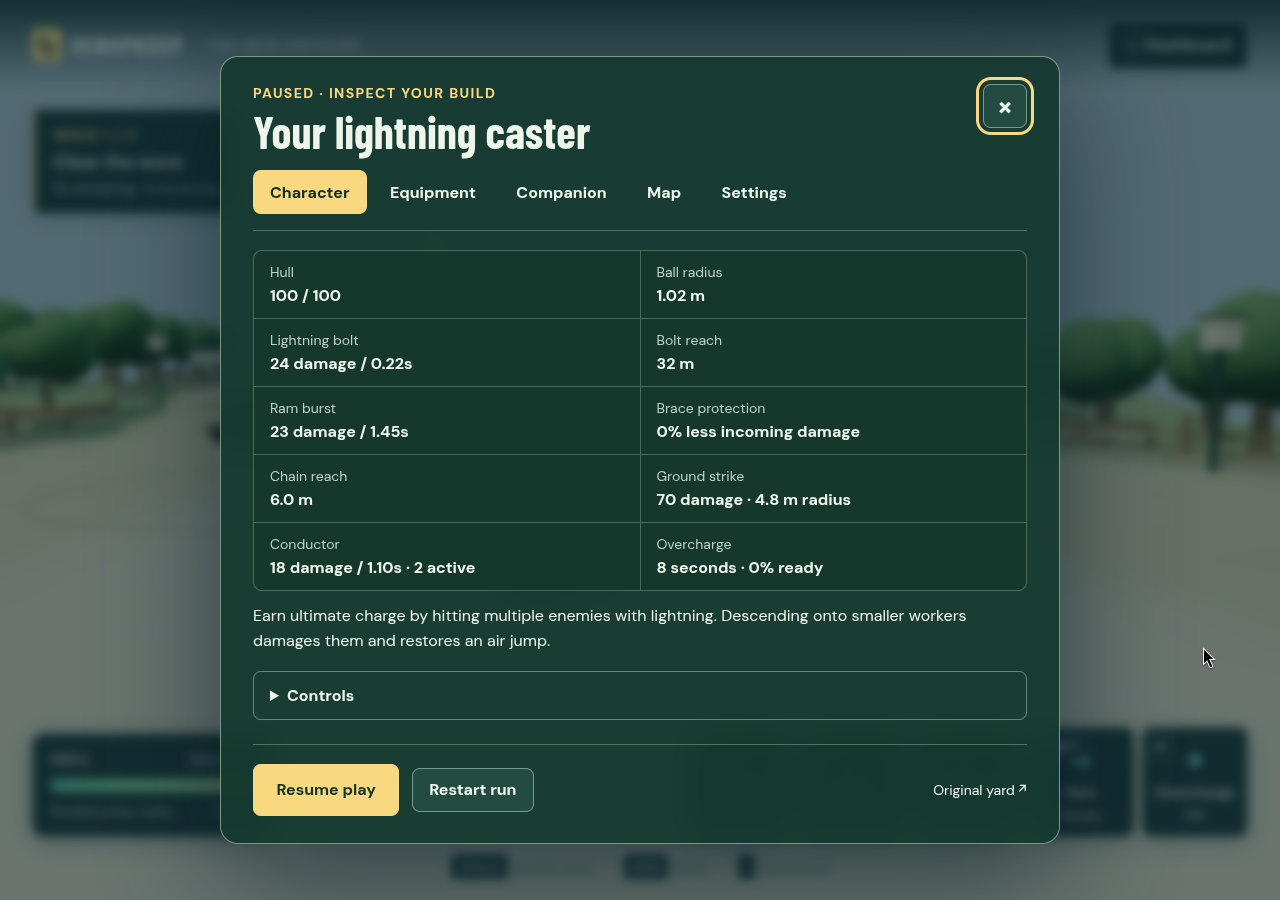 PAUSED · INSPECT YOUR BUILD
Your lightning caster
×
Character Equipment Companion Map Settings
Hull Ball radius
100 / 100 1.02 m
Lightning bolt Bolt reach
24 damage / 0.22s 32 m
Ram burst Brace protection
23 damage / 1.45s 0% less incoming damage
Chain reach Ground strike
6.0 m 70 damage · 4.8 m radius
Conductor Overcharge
18 damage / 1.10s · 2 active 8 seconds · 0% ready
Earn ultimate charge by hitting multiple enemies with lightning. Descending onto smaller workers
damages them and restores an air jump.
▶ Controls
Resume play Restart run Original yard ↗